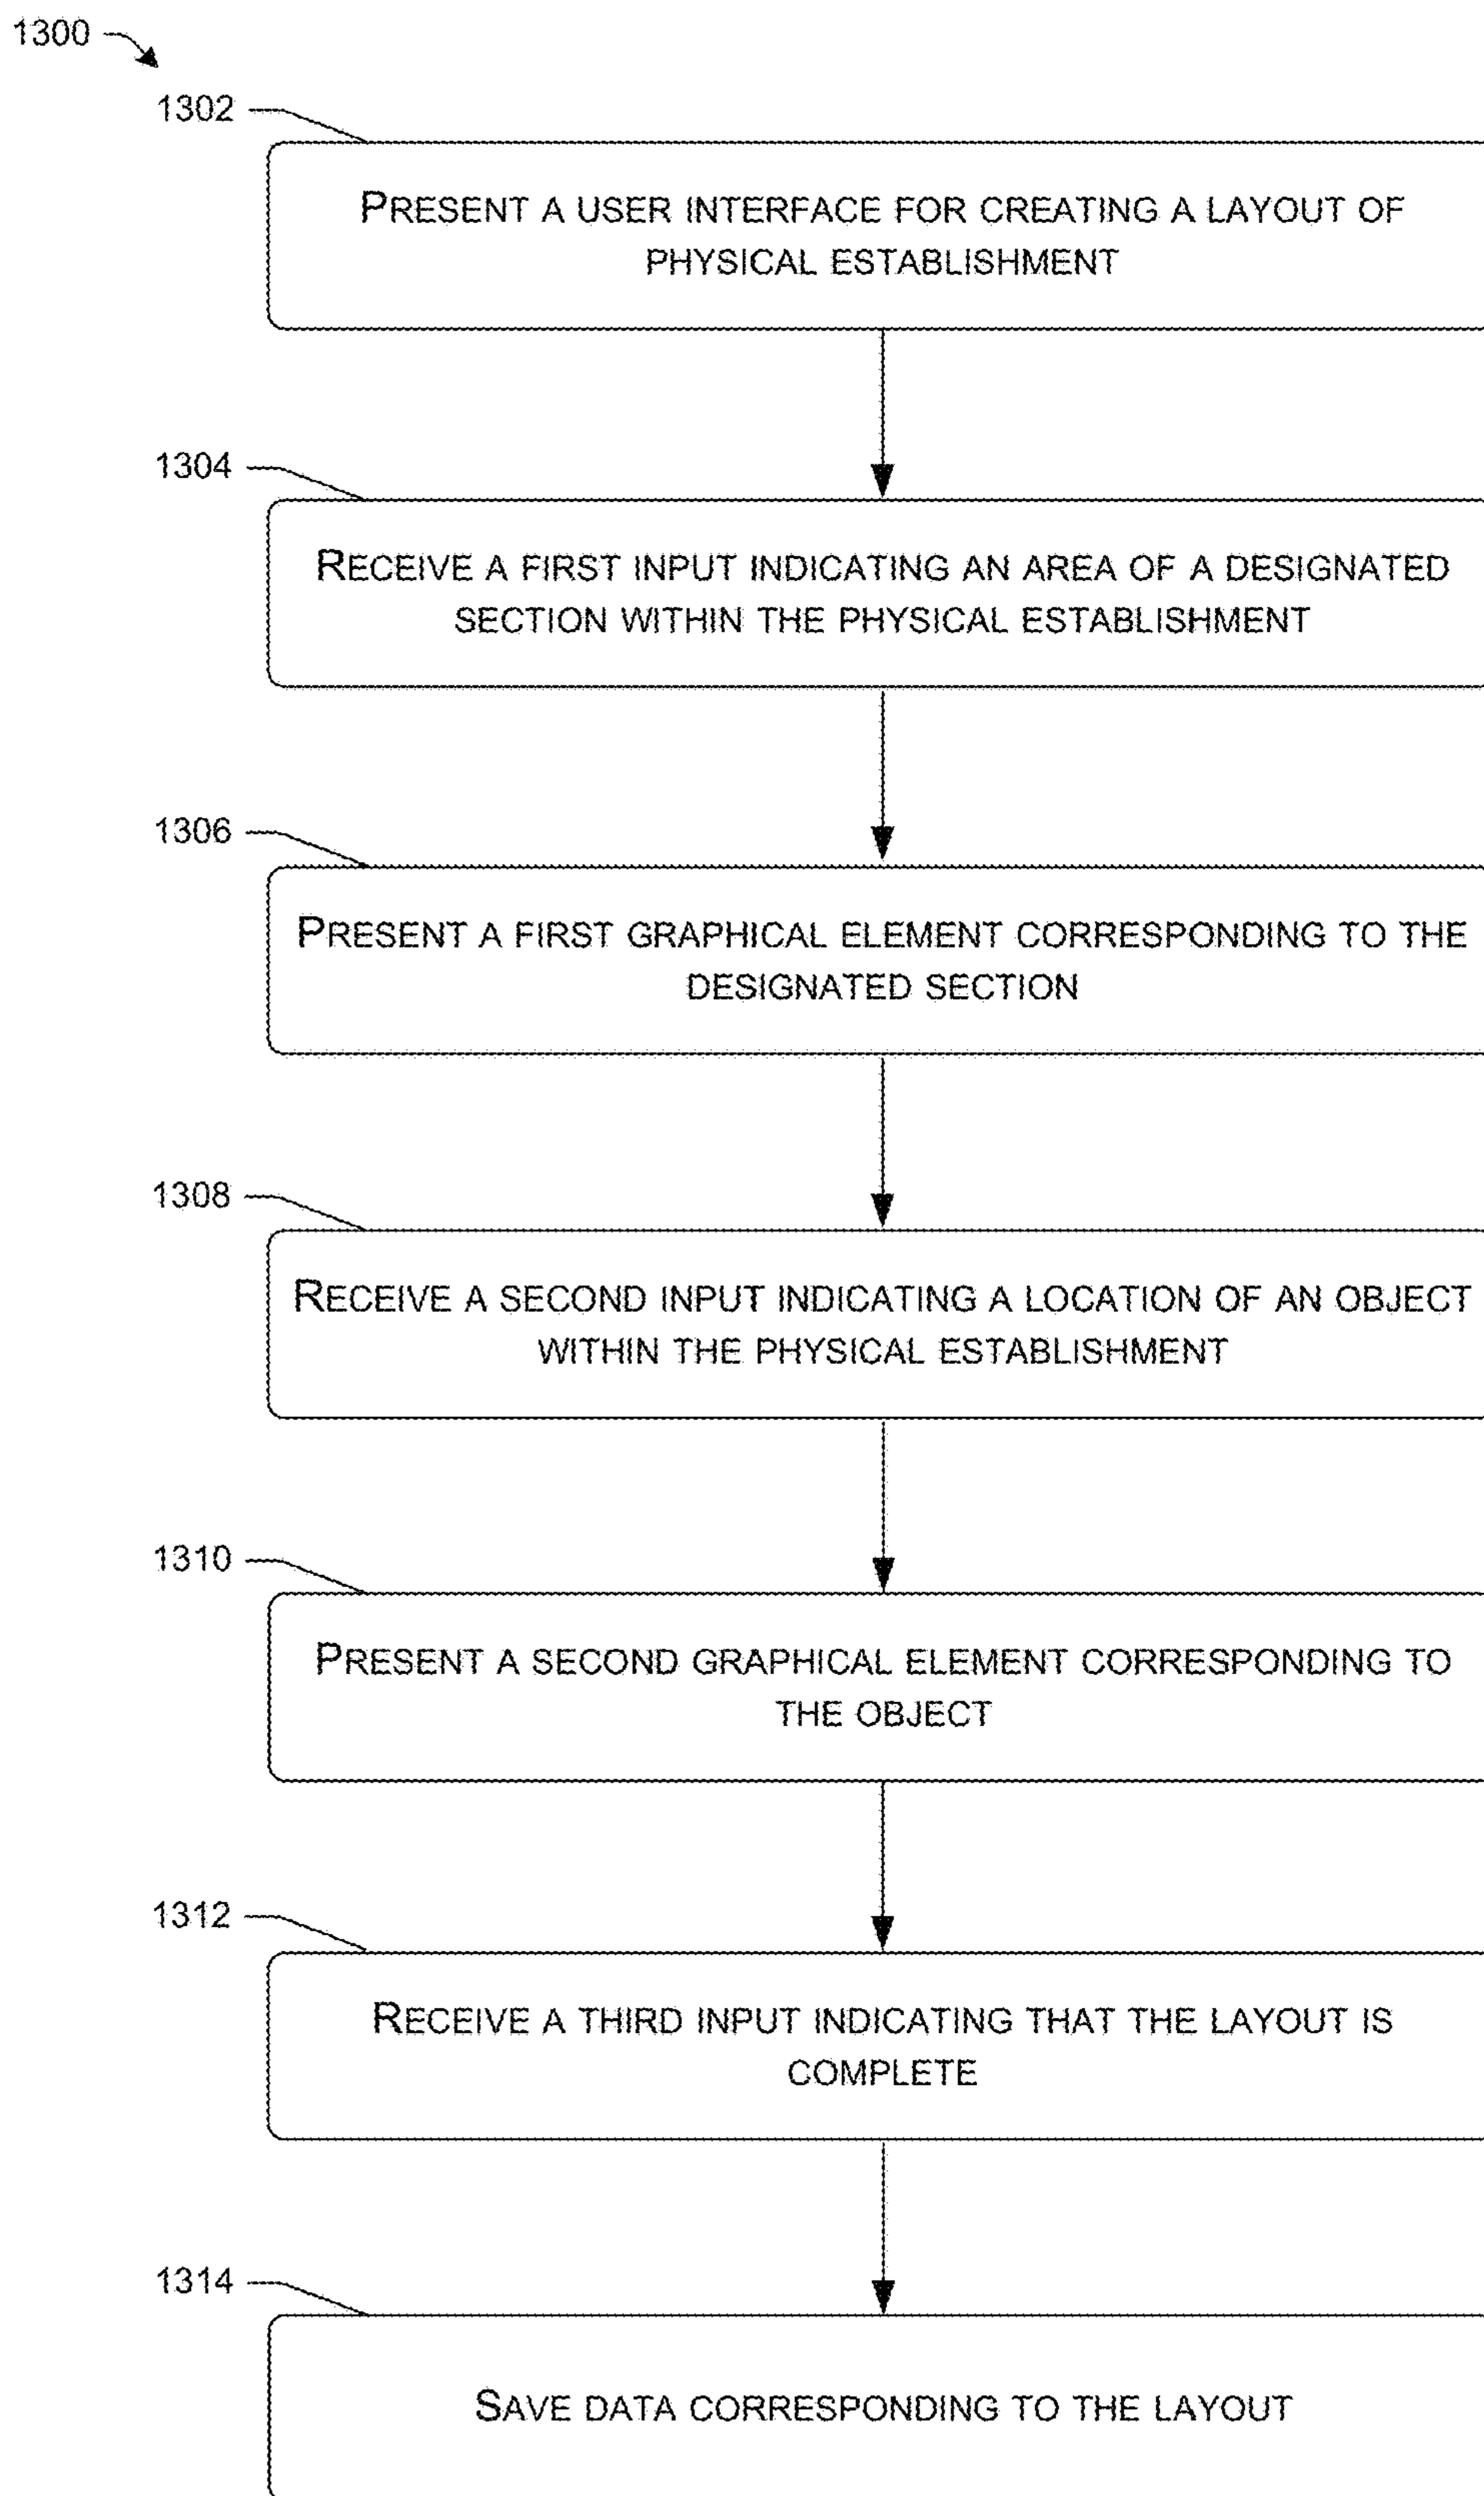 1300
1302
PRESENT A USER INTERFACE FOR CREATING A LAYOUT OF
PHYSICAL ESTABLISHMENT
1304
RECEIVE A FIRST INPUT INDICATING AN AREA OF A DESIGNATED
SECTION WITHIN THE PHYSICAL ESTABLISHMENT
1306
PRESENT A FIRST GRAPHICAL ELEMENT CORRESPONDING TO THE
DESIGNATED SECTION
1308
RECEIVE A SECOND INPUT INDICATING A LOCATION OF AN OBJECT
WITHIN THE PHYSICAL ESTABLISHMENT
1310
PRESENT A SECOND GRAPHICAL ELEMENT CORRESPONDING TO
THE OBJECT
1312
RECEIVE A THIRD INPUT INDICATING THAT THE LAYOUT IS
COMPLETE
1314
SAVE DATA CORRESPONDING TO THE LAYOUT